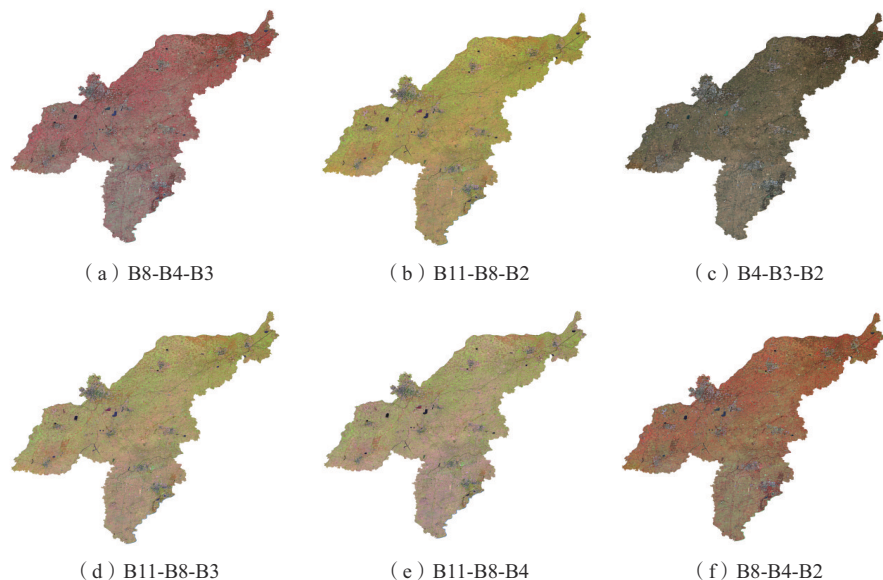 （a）B8-B4-B3
（b）B11-B8-B2
（c）B4-B3-B2
（d）B11-B8-B3
（e）B11-B8-B4
（f）B8-B4-B2